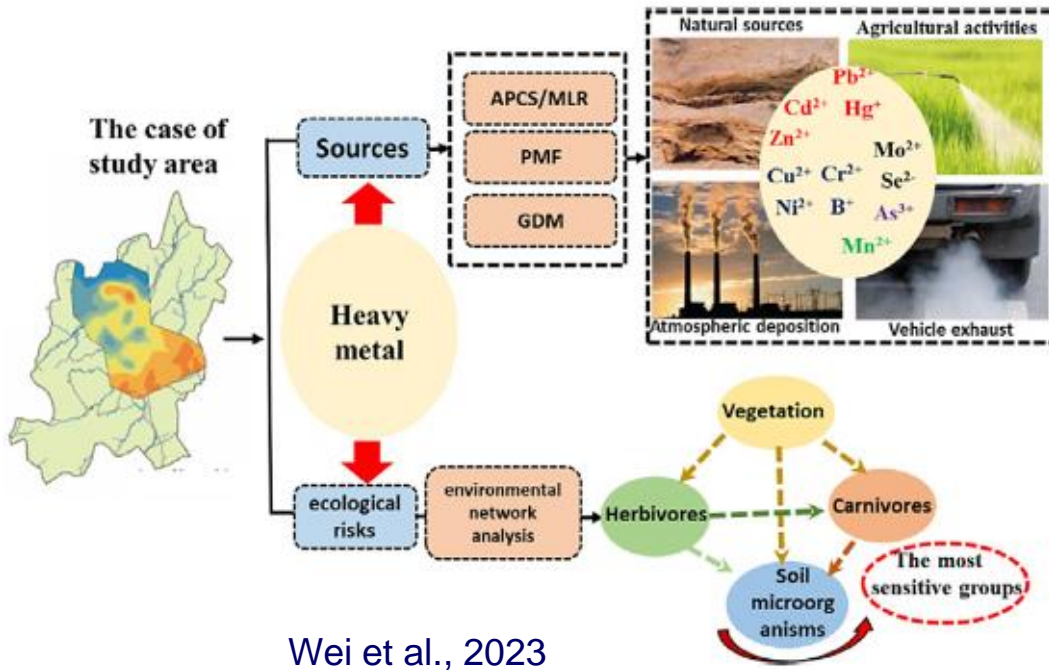 The case of
study area
Sources
Heavy
metal
ecological
risks
APCS/MLR
PMF
GDM
environmental
network
analysis
Natural sources
Agricultural activities
Pb²⁺
Cd²⁺ Hg⁺
Zn²⁺
Mo²⁺
Cu²⁺ Cr²⁺
Se²⁻
Ni²⁺ B⁺ As³⁺
Mn²⁺
Atmospheric deposition
Vehicle exhaust
Vegetation
Herbivores
Carnivores
Soil
microorg
anisms
The most
sensitive groups
Wei et al., 2023